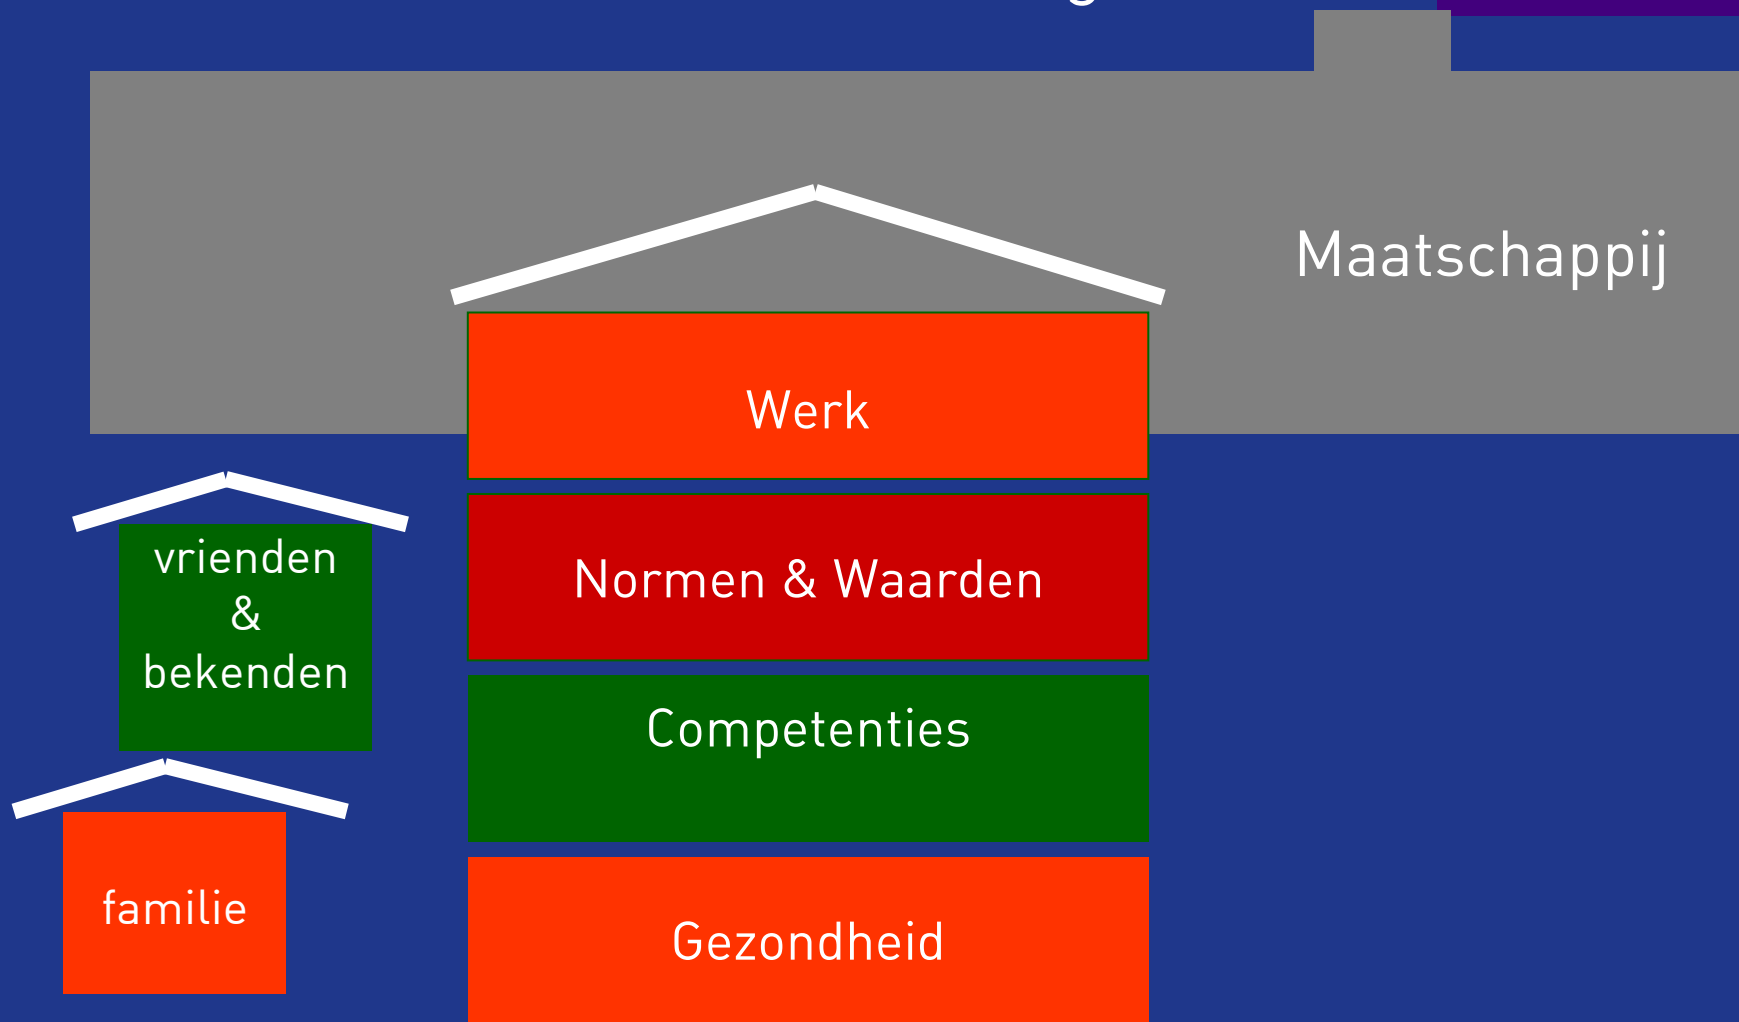 Maatschappij
Werk
Normen & Waarden
Competenties
Gezondheid
vrienden
&
bekenden
familie